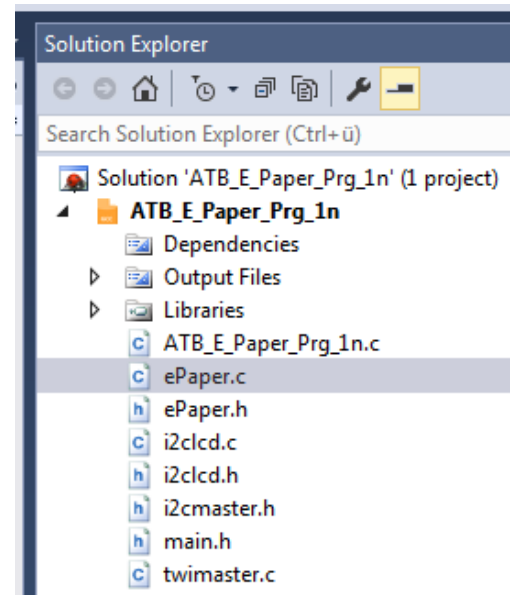 Solution Explorer
Search Solution Explorer (Ctrl+ü)
Solution 'ATB_E_Paper_Prg_1n' (1 project)
ATB_E_Paper_Prg_1n
Dependencies
Output Files
Libraries
ATB_E_Paper_Prg_1n.c
ePaper.c
ePaper.h
i2clcd.c
i2clcd.h
i2cmaster.h
main.h
twimaster.c